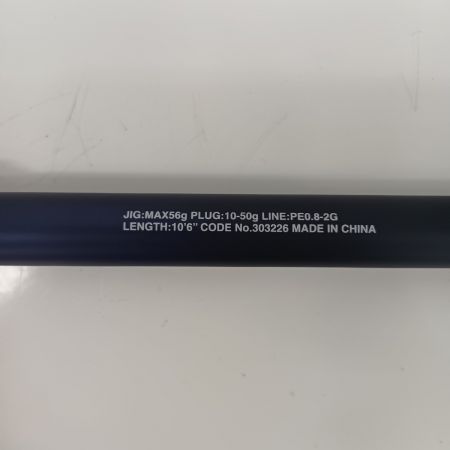 JIG:MAX56g PLUG:10-50g LINE:PE0.8-2G
LENGTH:10'6" CODE No.303226 MADE IN CHINA